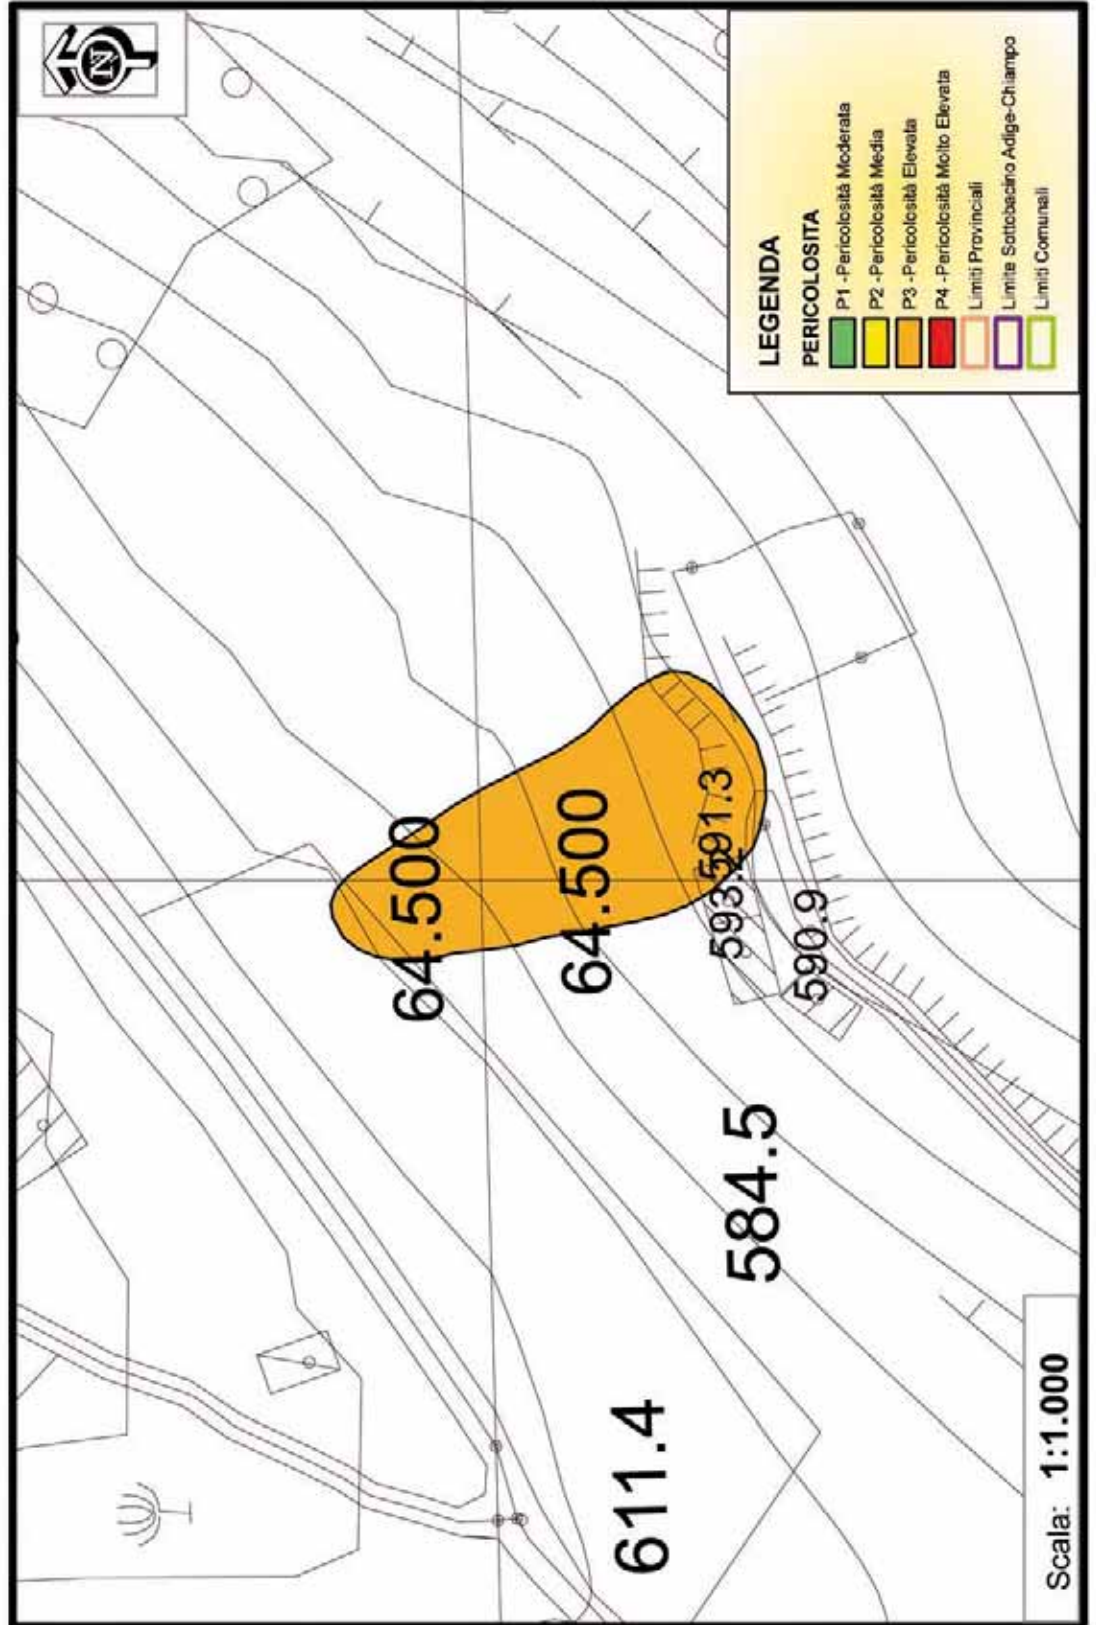 N
LEGENDA
PERICOLOSITA
P1 -Pericolosità Moderata
P2 -Pericolosità Media
P3 -Pericolosità Elevata
P4 -Pericolosità Molto Elevata
Limiti Provinciali
Limite Sottobacino Adige-Chiampo
Limiti Comunali
64.500
64.500
591.3
590.9
584.5
611.4
Scala: 1:1.000